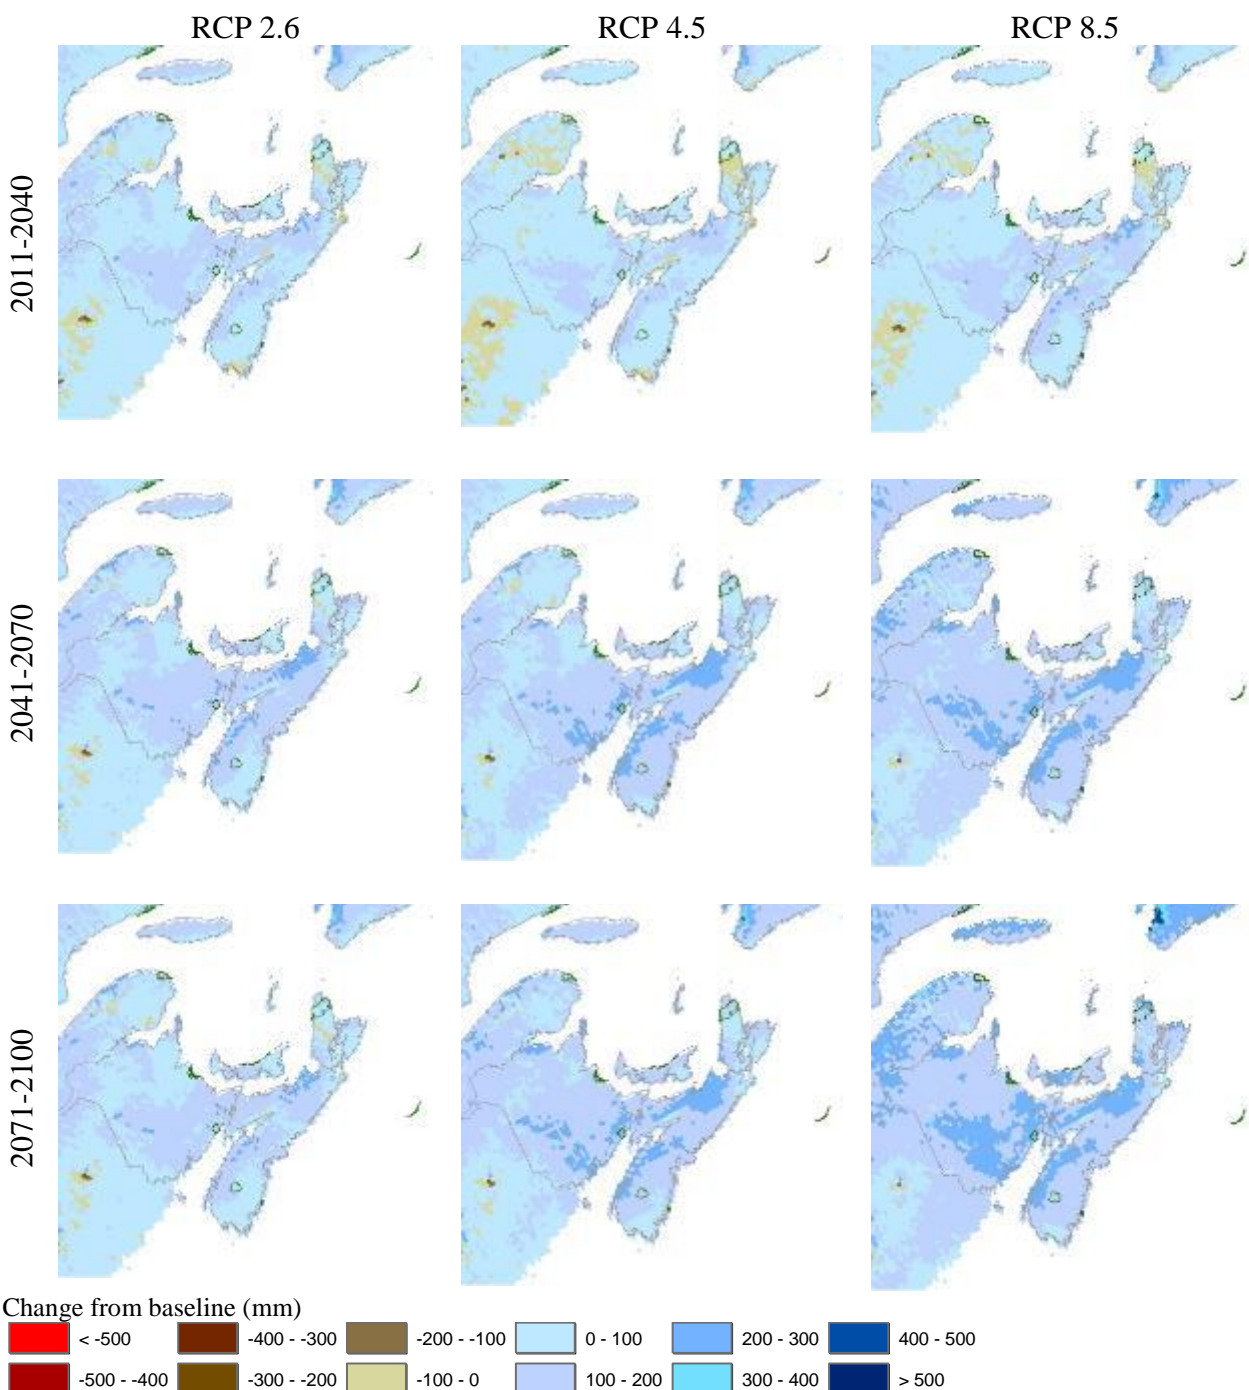 RCP 2.6 RCP 4.5 RCP 8.5
2011-2040
2041-2070
2071-2100
Change from baseline (mm)
< -500 -400 - -300 -200 - -100 0 - 100 200 - 300 400 - 500
-500 - -400 -300 - -200 -100 - 0 100 - 200 300 - 400 > 500